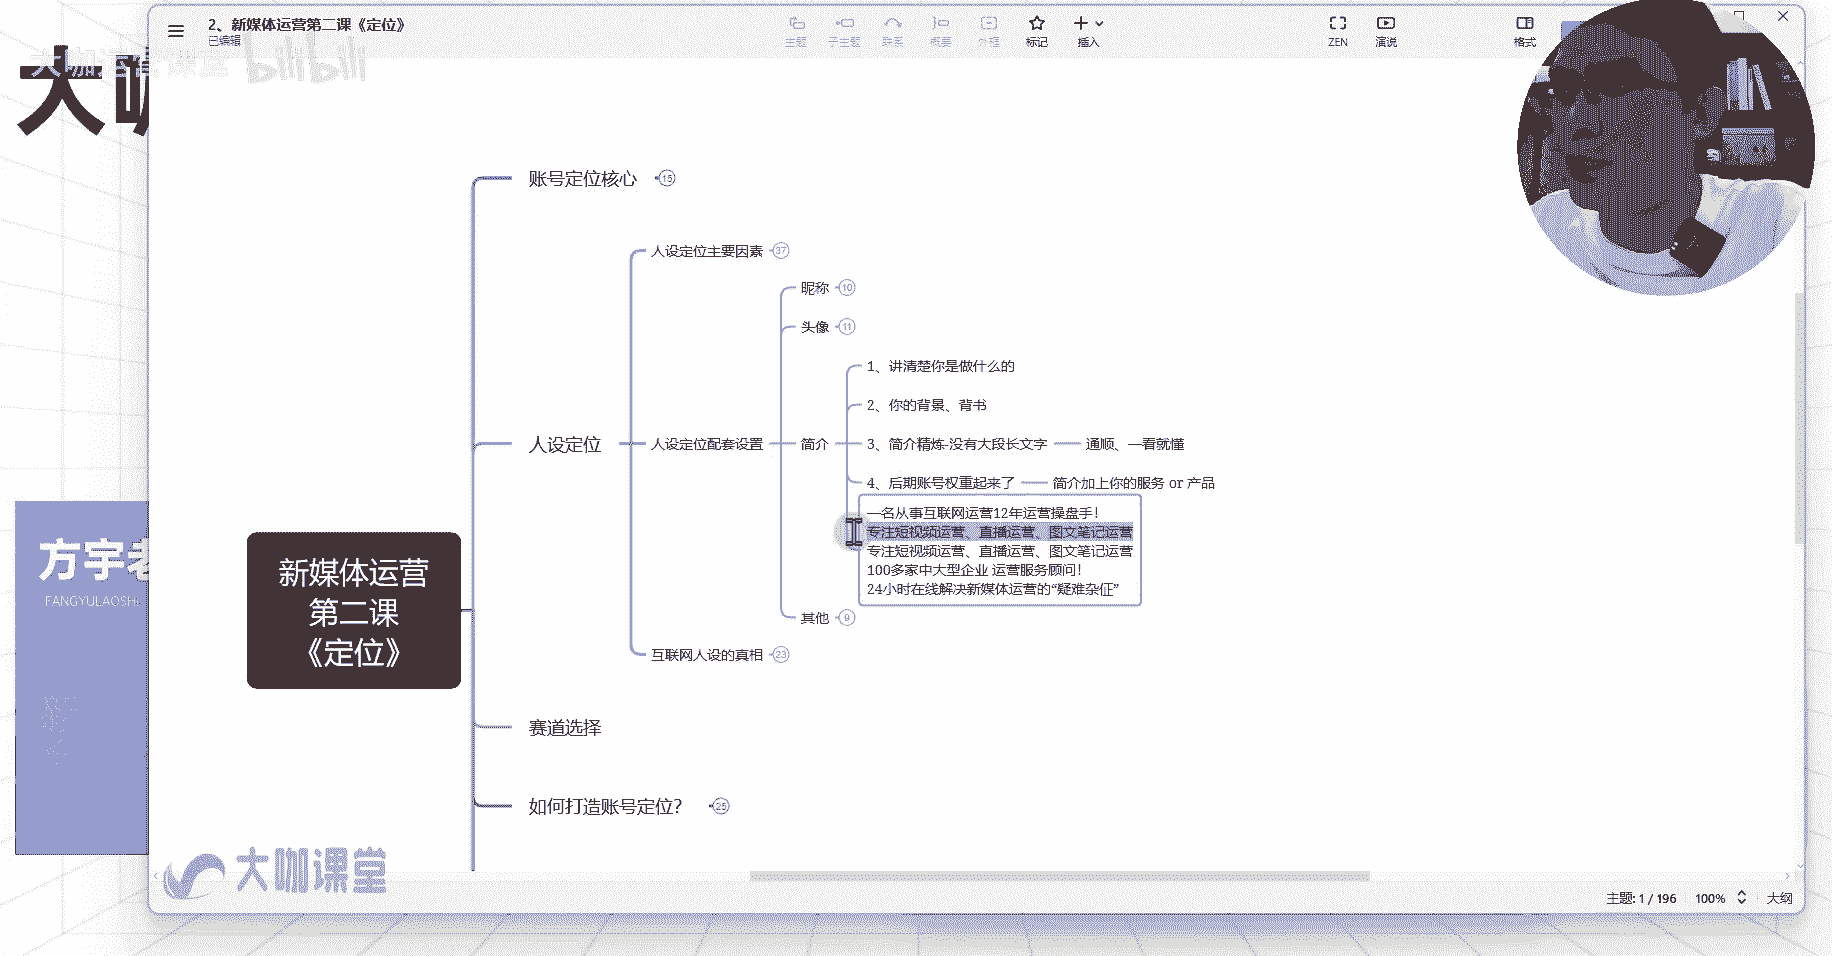 2、新媒体运营第二课《定位》
已编辑
主题
子主题
联系
概要
外框
标记
插入
ZEN
演说
格式
大咖运营课堂
bilibili
大咖
账号定位核心
15
人设定位主要因素
37
昵称
10
头像
11
1、讲清楚你是做什么的
2、你的背景、背书
人设定位
人设定位配套设置
简介
3、简介精炼-没有大段长文字
通顺、一看就懂
4、后期账号权重起来了
简介加上你的服务 or 产品
一名从事互联网运营12年运营操盘手！
专注短视频运营、直播运营、图文笔记运营
专注短视频运营、直播运营、图文笔记运营
100多家中大型企业 运营服务顾问！
24小时在线解决新媒体运营的“疑难杂症”
其他
9
互联网人设的真相
23
新媒体运营
第二课
《定位》
赛道选择
如何打造账号定位？
25
方宇老
FANGYULAOSHI
大咖课堂
主题: 1 / 196
100%
大纲